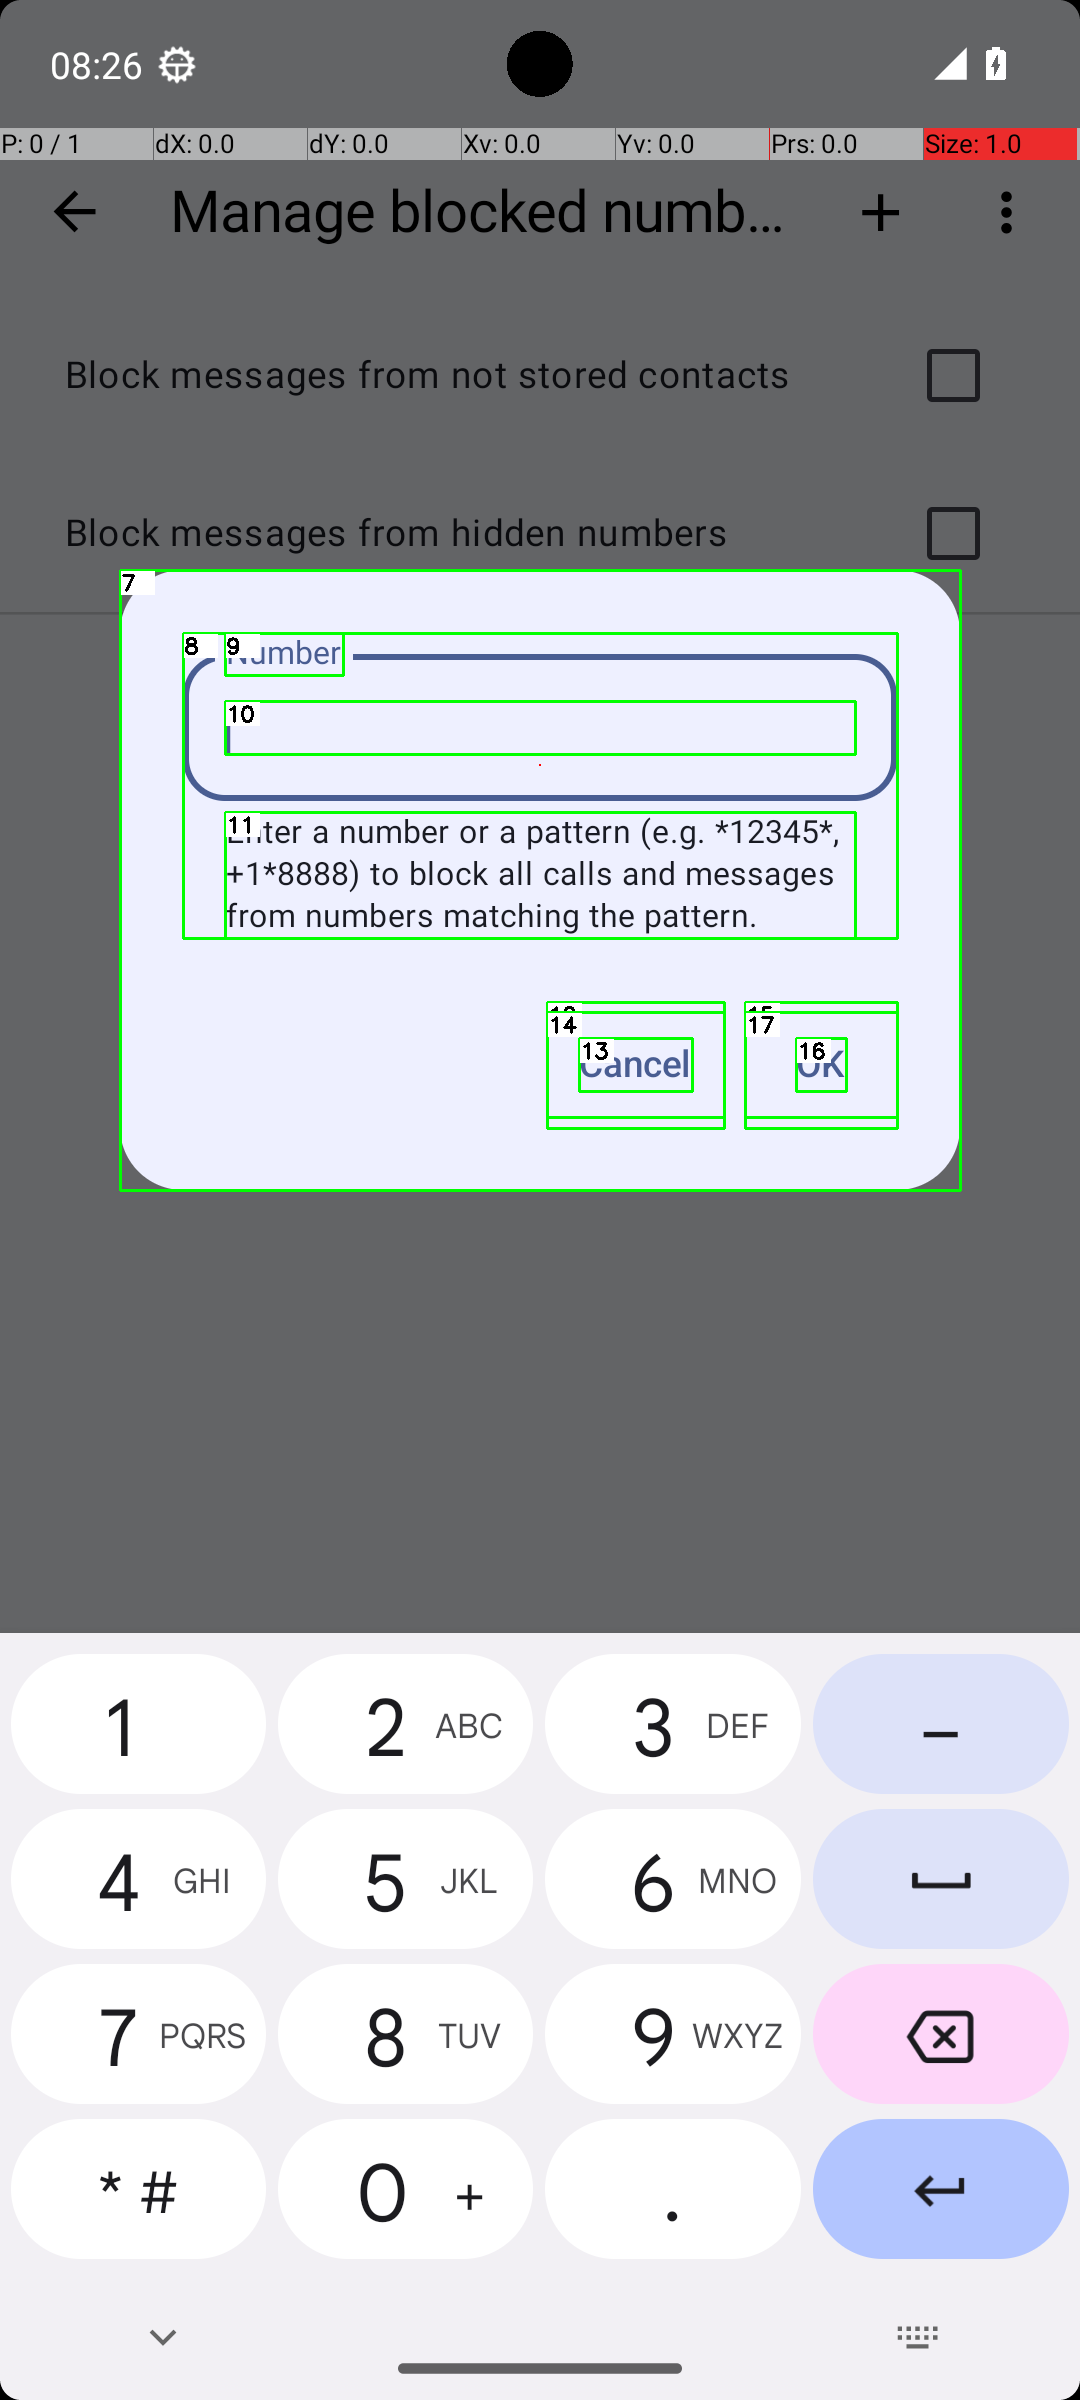 08:26
P: 0 / 1 dX: 0.0 dY: 0.0 Xv: 0.0 Yv: 0.0 Prs: 0.0 Size: 1.0
Manage blocked numb...
Block messages from not stored contacts
Block messages from hidden numbers
7
8 9 Number
10
11 Enter a number or a pattern (e.g. *12345*,
+1*8888) to block all calls and messages
from numbers matching the pattern.
14 17
13 Cancel 16 OK
1 2 ABC 3 DEF –
4 GHI 5 JKL 6 MNO
7 PQRS 8 TUV 9 WXYZ
* # 0 + .